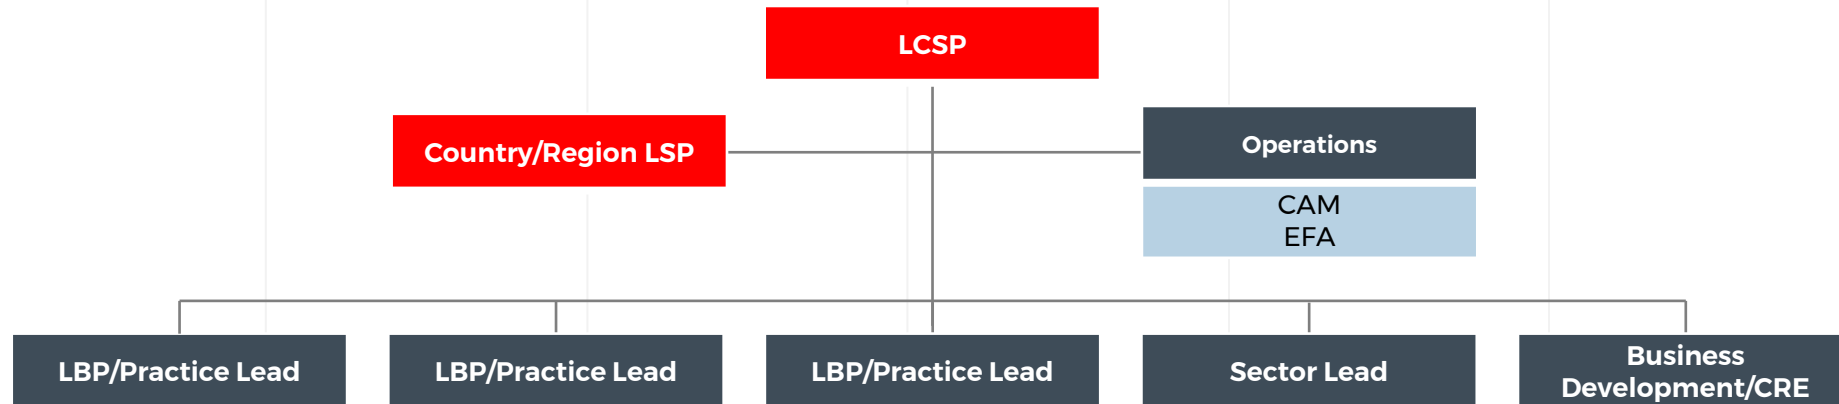 LCSP
Country/Region LSP
Operations
CAM
EFA
LBP/Practice Lead
LBP/Practice Lead
LBP/Practice Lead
Sector Lead
Business
Development/CRE